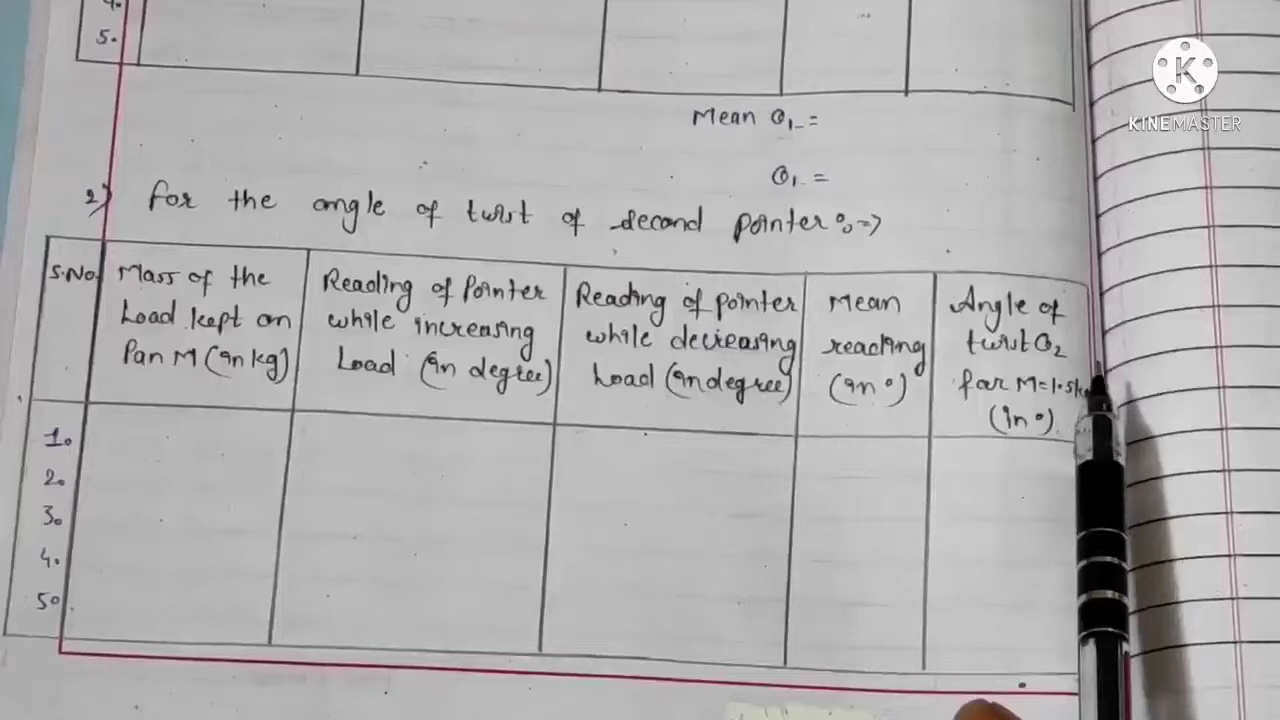 4.
5.
Mean θ1 =
θ1 =
2) for the angle of twist of second pointer :->
S.No. Mass of the Load kept on Pan M (in kg) Reading of Pointer while increasing Load (in degree) Reading of pointer while decreasing Load (in degree) Mean reading (in °) Angle of twist θ2 for M=1.5k (in °)
1.
2.
3.
4.
5.
K
KINEMASTER